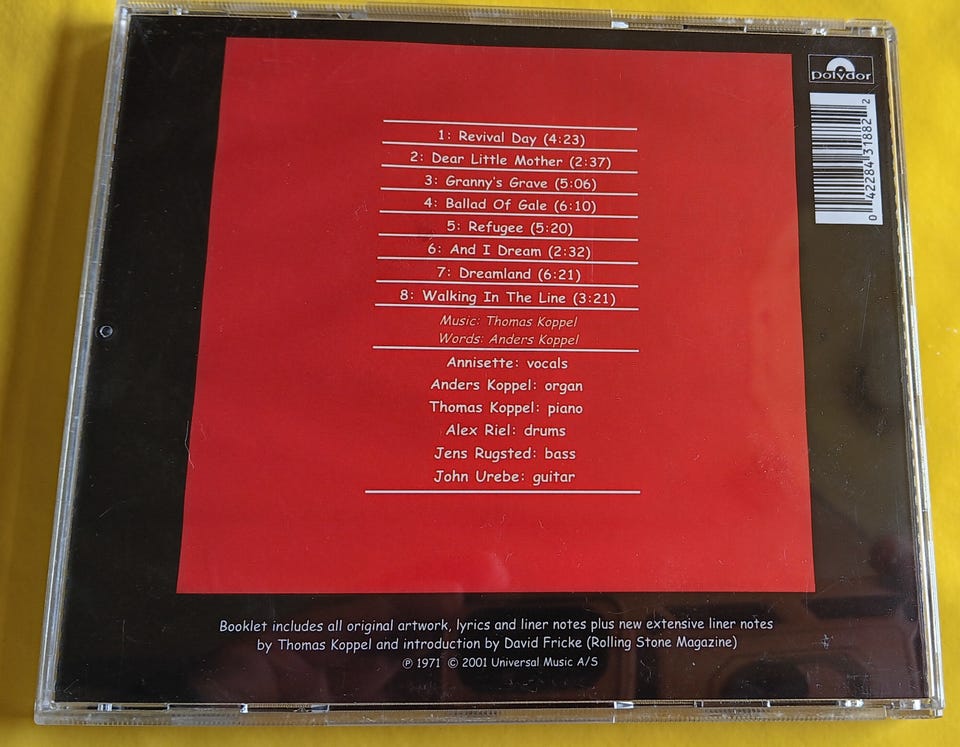 polydor
0 42284 31882 2
1: Revival Day (4:23)
2: Dear Little Mother (2:37)
3: Granny's Grave (5:06)
4: Ballad Of Gale (6:10)
5: Refugee (5:20)
6: And I Dream (2:32)
7: Dreamland (6:21)
8: Walking In The Line (3:21)
Music: Thomas Koppel
Words: Anders Koppel
Annisette: vocals
Anders Koppel: organ
Thomas Koppel: piano
Alex Riel: drums
Jens Rugsted: bass
John Urebe: guitar
Booklet includes all original artwork, lyrics and liner notes plus new extensive liner notes
by Thomas Koppel and introduction by David Fricke (Rolling Stone Magazine)
℗ 1971 © 2001 Universal Music A/S